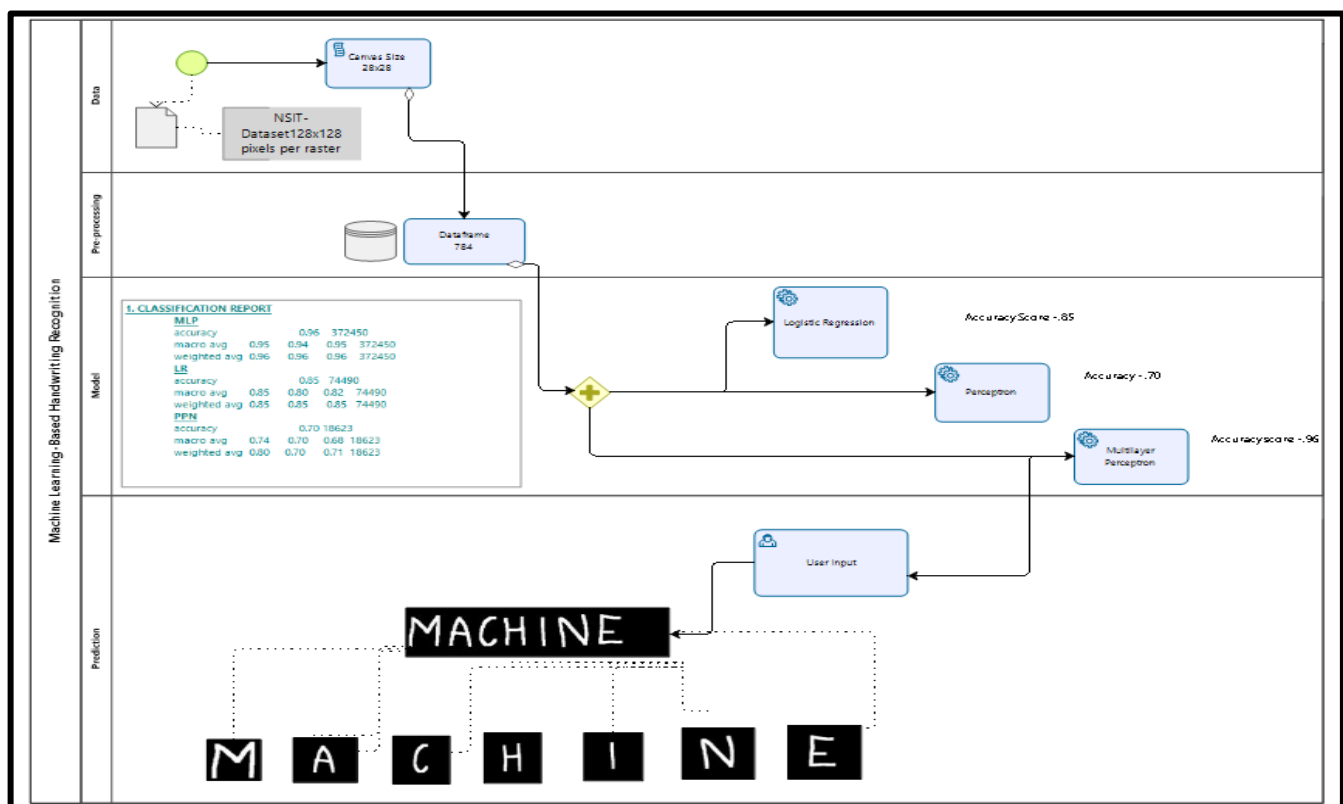 Machine Learning-Based Handwriting Recognition
Data
Canvas Size
28x28
NSIT-
Dataset128x128
pixels per raster
Pre-processing
Dataframe
784
Model
1. CLASSIFICATION REPORT
MLP
accuracy 0.96 372450
macro avg 0.95 0.94 0.95 372450
weighted avg 0.96 0.96 0.96 372450
LR
accuracy 0.85 74490
macro avg 0.85 0.80 0.82 74490
weighted avg 0.85 0.85 0.85 74490
PPN
accuracy 0.70 18623
macro avg 0.74 0.70 0.68 18623
weighted avg 0.80 0.70 0.71 18623
Logistic Regression
Accuracy Score -.85
Perception
Accuracy -.70
Multilayer
Perceptron
Accuracy score -.96
Prediction
User Input
MACHINE
M A C H I N E